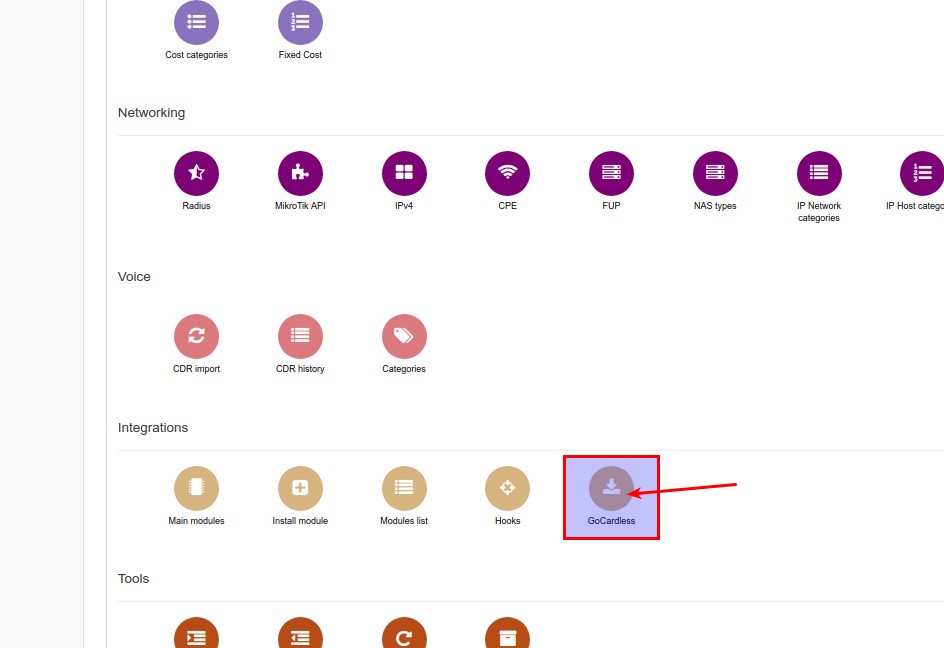 Cost categories
Fixed Cost
Networking
Radius
MikroTik API
IPv4
CPE
FUP
NAS types
IP Network
categories
IP Host catego
Voice
CDR import
CDR history
Categories
Integrations
Main modules
Install module
Modules list
Hooks
GoCardless
Tools